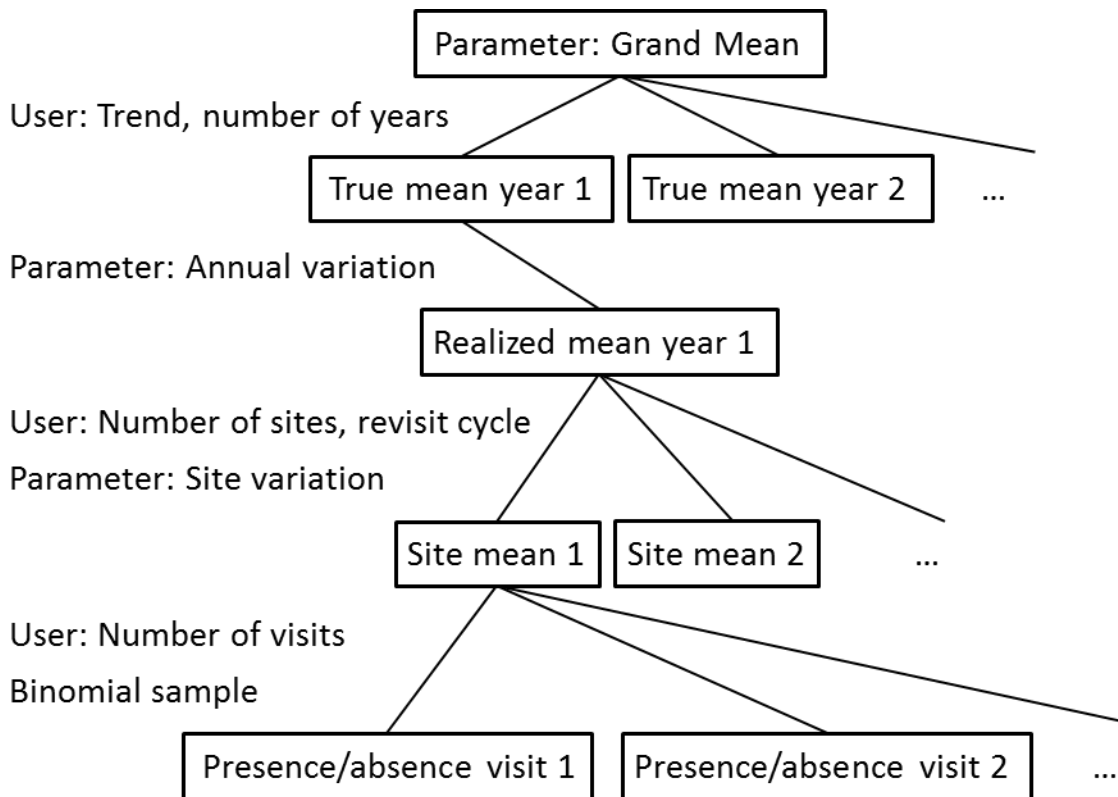 Parameter: Grand Mean
User: Trend, number of years
True mean year 1
True mean year 2
...
Parameter: Annual variation
Realized mean year 1
User: Number of sites, revisit cycle
Parameter: Site variation
Site mean 1
Site mean 2
...
User: Number of visits
Binomial sample
Presence/absence visit 1
Presence/absence visit 2
...